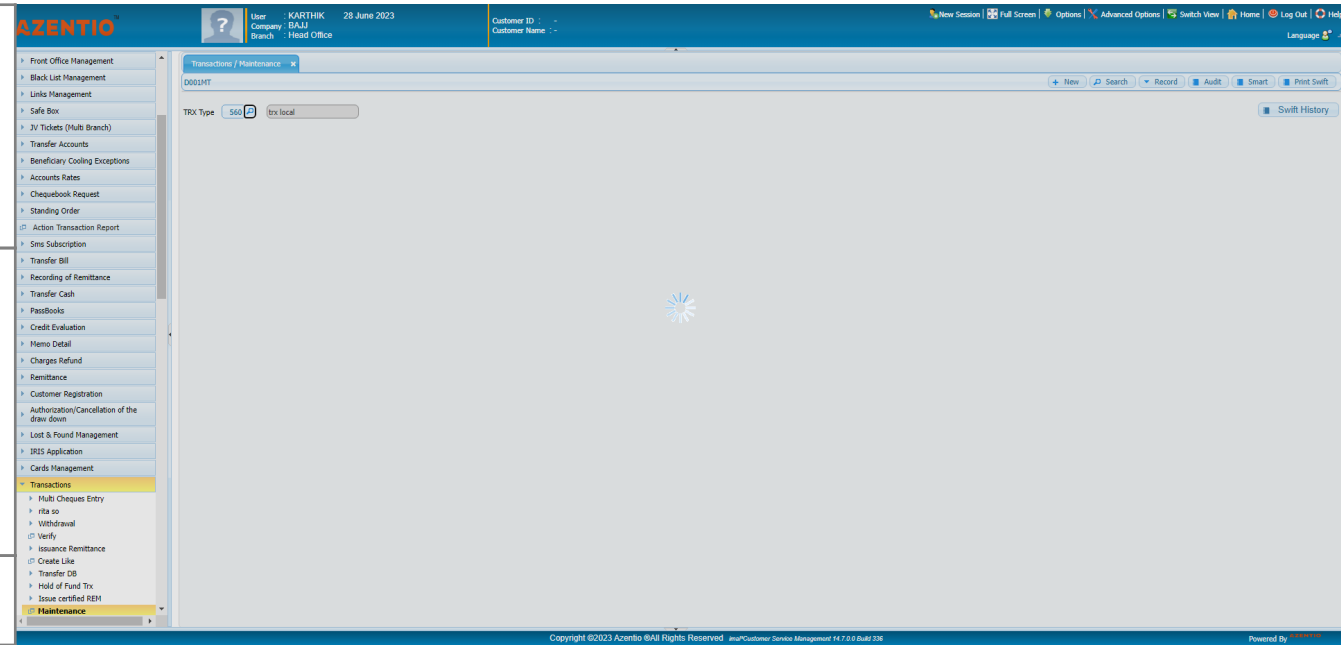 AZENTIO
User : KARTHIK 28 June 2023
Company : BAJJ
Branch : Head Office
Customer ID : -
Customer Name : -
New Session | Full Screen | Options | Advanced Options | Switch View | Home | Log Out | Help
Language
Front Office Management
Black List Management
Links Management
Safe Box
JV Tickets (Multi Branch)
Transfer Accounts
Beneficiary Cooling Exceptions
Accounts Rates
Chequebook Request
Standing Order
Action Transaction Report
Sms Subscription
Transfer Bill
Recording of Remittance
Transfer Cash
PassBooks
Credit Evaluation
Memo Detail
Charges Refund
Remittance
Customer Registration
Authorization/Cancellation of the
draw down
Lost & Found Management
IRIS Application
Cards Management
Transactions
Multi Cheques Entry
rita so
Withdrawal
Verify
issuance Remittance
Create Like
Transfer DB
Hold of Fund Trx
Issue certified REM
Maintenance
Transactions / Maintenance x
D001MT
+ New Search Record Audit Smart Print Swift
TRX Type 560 trx local
Swift History
Copyright ©2023 Azentio ®All Rights Reserved imalPCustomer Service Management 14.7.0.0 Build 336
Powered By AZENTIO